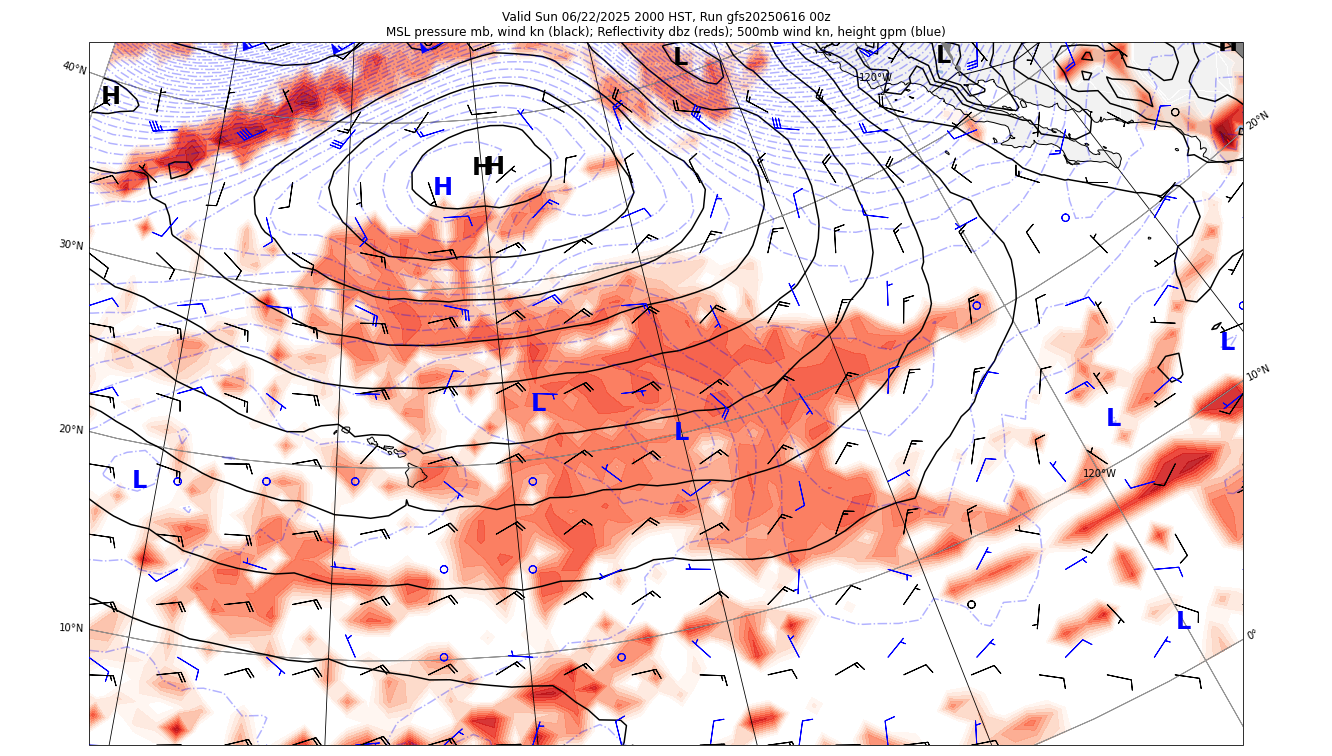 Valid Sun 06/22/2025 2000 HST, Run gfs20250616 00z
MSL pressure mb, wind kn (black); Reflectivity dbz (reds); 500mb wind kn, height gpm (blue)
L L H
40°N 120°W
H
20°N
H H
H
30°N
L
10°N
L
L
20°N L
120°W
L
10°N L
0°